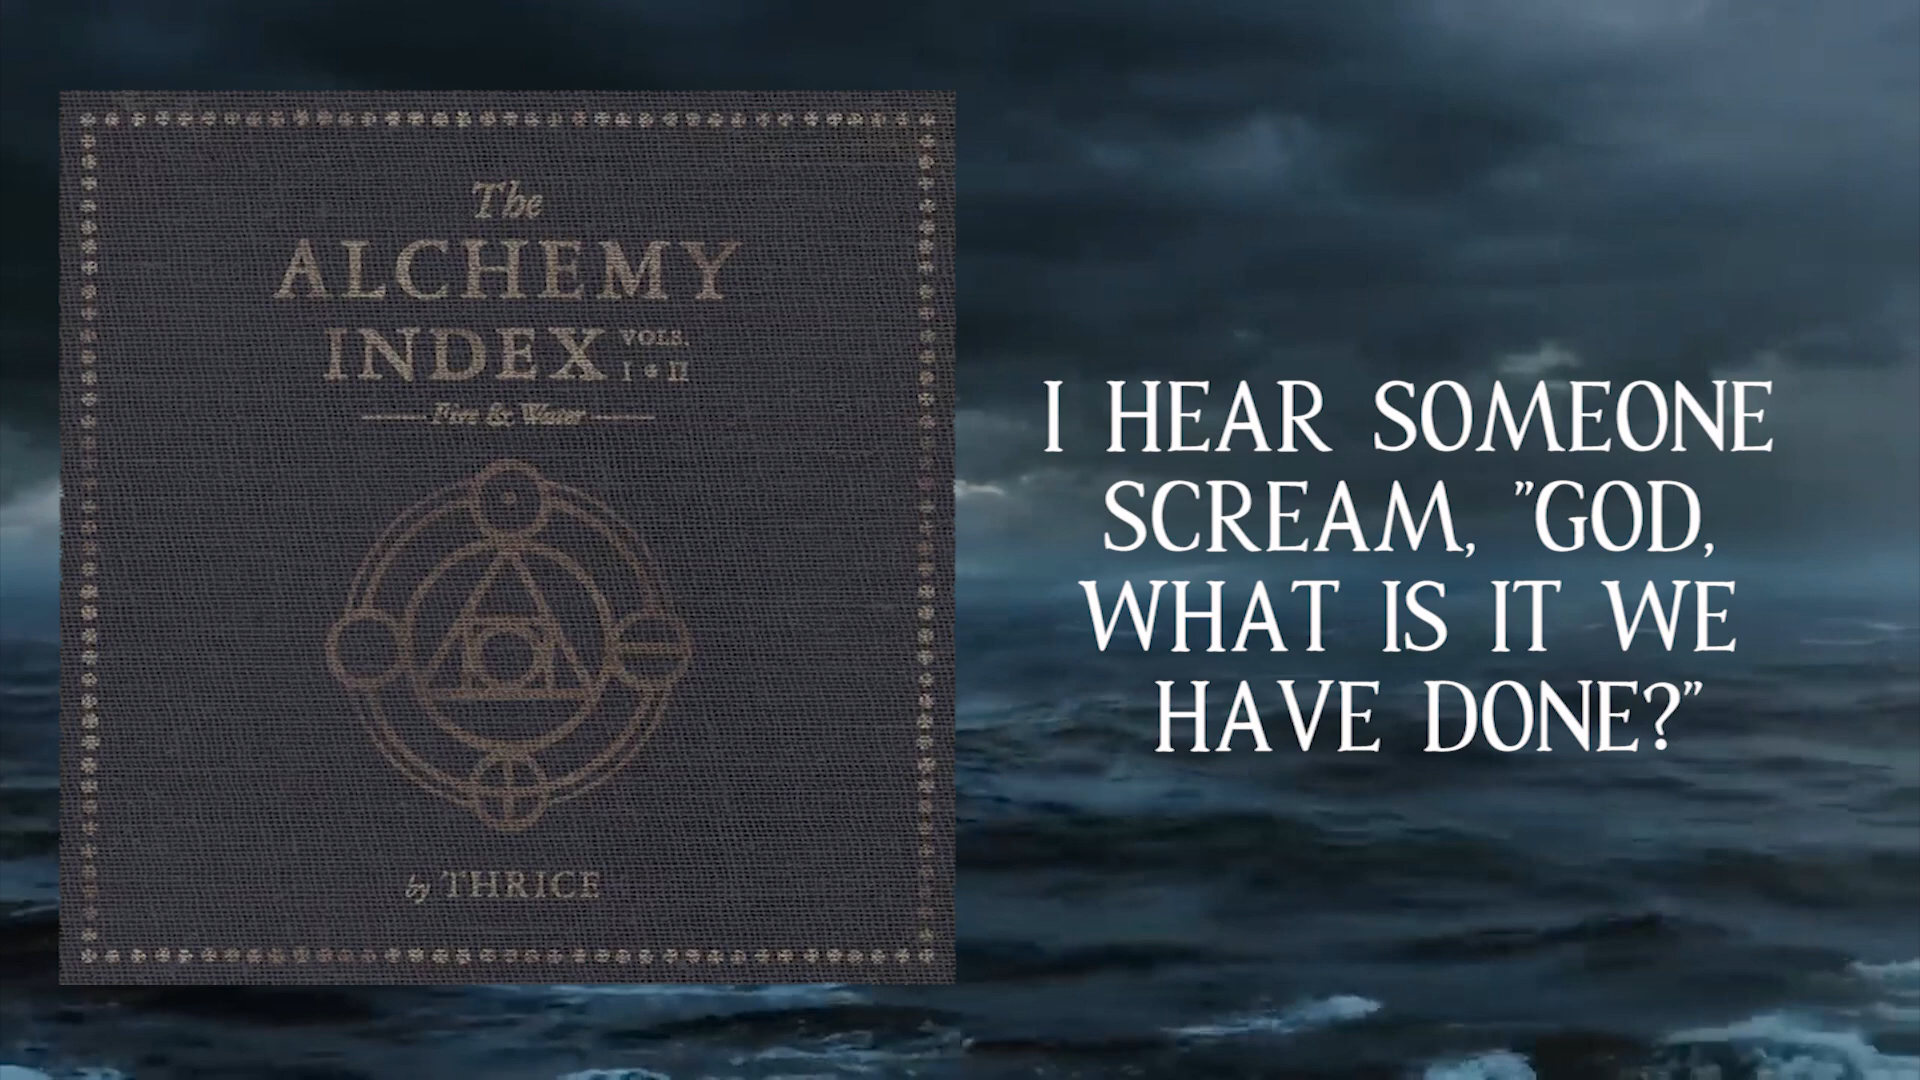 The
ALCHEMY
INDEX VOLS.
I • II
Fire & Water
by THRICE
I HEAR SOMEONE
SCREAM, "GOD,
WHAT IS IT WE
HAVE DONE?"